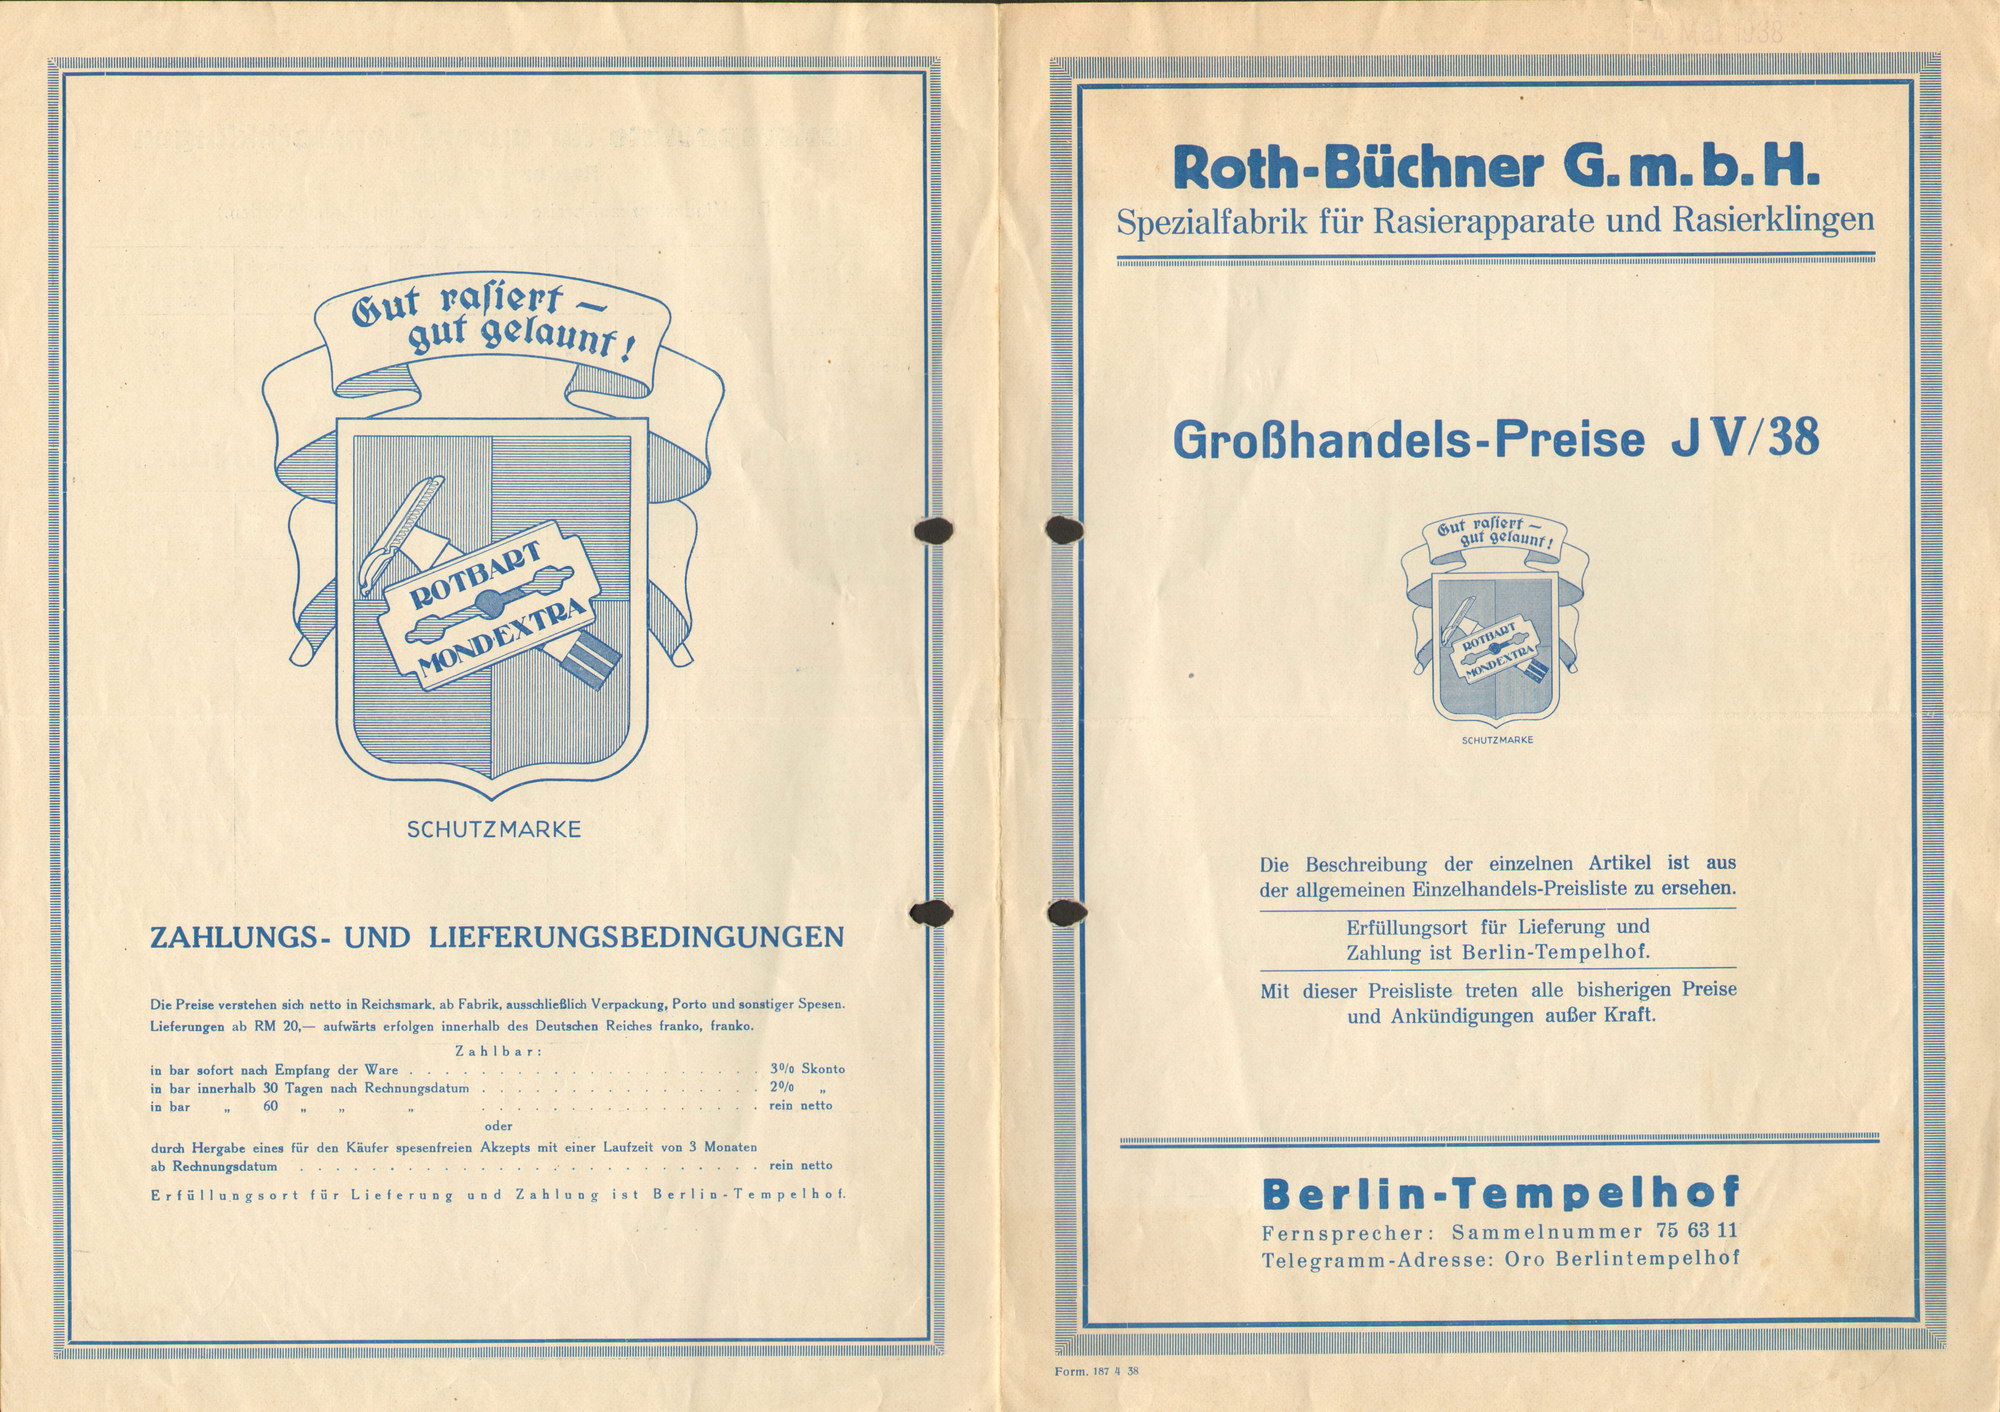 Gut rasiert –
gut gelaunt!
ROTBART
MOND-EXTRA
SCHUTZMARKE
ZAHLUNGS- UND LIEFERUNGSBEDINGUNGEN
Die Preise verstehen sich netto in Reichsmark, ab Fabrik, ausschließlich Verpackung, Porto und sonstiger Spesen.
Lieferungen ab RM 20,— aufwärts erfolgen innerhalb des Deutschen Reiches franko, franko.
Zahlbar:
in bar sofort nach Empfang der Ware . . . . . . . . . . . . . . . . . . . . 3% Skonto
in bar innerhalb 30 Tagen nach Rechnungsdatum . . . . . . . . . . . . . . . . 2% „
in bar „ 60 „ „ „ . . . . . . . . . . . . . . . . rein netto
oder
durch Hergabe eines für den Käufer spesenfreien Akzepts mit einer Laufzeit von 3 Monaten
ab Rechnungsdatum . . . . . . . . . . . . . . . . . . . . . . . . . . rein netto
Erfüllungsort für Lieferung und Zahlung ist Berlin-Tempelhof.
-4. Mai 1938
Roth-Büchner G.m.b.H.
Spezialfabrik für Rasierapparate und Rasierklingen
Großhandels-Preise J V/38
Gut rasiert –
gut gelaunt!
ROTBART
MOND-EXTRA
SCHUTZMARKE
Die Beschreibung der einzelnen Artikel ist aus
der allgemeinen Einzelhandels-Preisliste zu ersehen.
Erfüllungsort für Lieferung und
Zahlung ist Berlin-Tempelhof.
Mit dieser Preisliste treten alle bisherigen Preise
und Ankündigungen außer Kraft.
Berlin-Tempelhof
Fernsprecher: Sammelnummer 75 63 11
Telegramm-Adresse: Oro Berlintempelhof
Form. 187 4 38